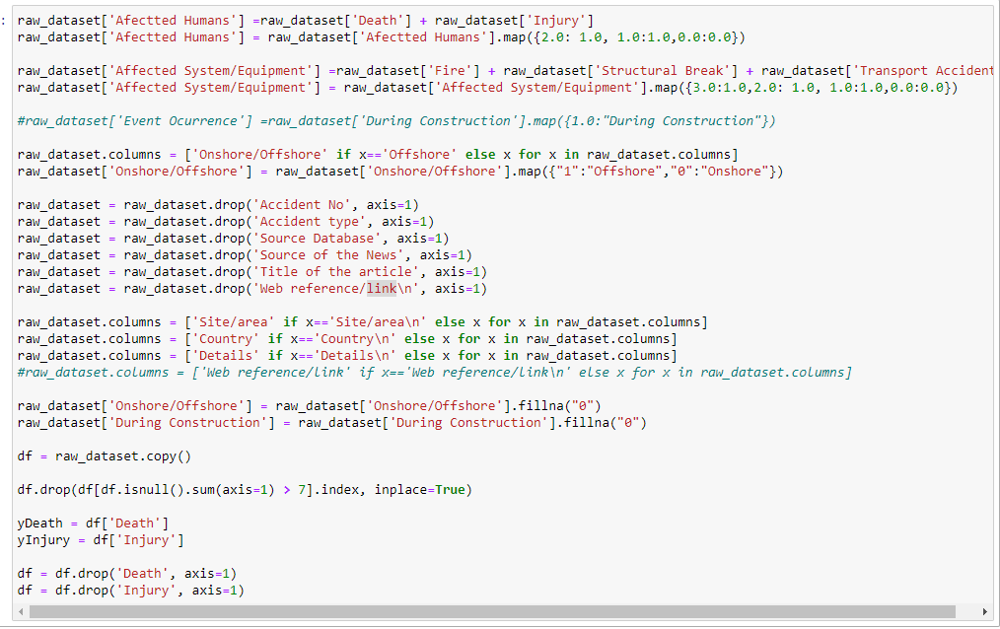 :
raw_dataset['Afectted Humans'] =raw_dataset['Death'] + raw_dataset['Injury']
raw_dataset['Afectted Humans'] = raw_dataset['Afectted Humans'].map({2.0: 1.0, 1.0:1.0,0.0:0.0})
raw_dataset['Affected System/Equipment'] =raw_dataset['Fire'] + raw_dataset['Structural Break'] + raw_dataset['Transport Accident
raw_dataset['Affected System/Equipment'] = raw_dataset['Affected System/Equipment'].map({3.0:1.0,2.0: 1.0, 1.0:1.0,0.0:0.0})
#raw_dataset['Event Ocurrence'] =raw_dataset['During Construction'].map({1.0:"During Construction"})
raw_dataset.columns = ['Onshore/Offshore' if x=='Offshore' else x for x in raw_dataset.columns]
raw_dataset['Onshore/Offshore'] = raw_dataset['Onshore/Offshore'].map({"1":"Offshore","0":"Onshore"})
raw_dataset = raw_dataset.drop('Accident No', axis=1)
raw_dataset = raw_dataset.drop('Accident type', axis=1)
raw_dataset = raw_dataset.drop('Source Database', axis=1)
raw_dataset = raw_dataset.drop('Source of the News', axis=1)
raw_dataset = raw_dataset.drop('Title of the article', axis=1)
raw_dataset = raw_dataset.drop('Web reference/link\n', axis=1)
raw_dataset.columns = ['Site/area' if x=='Site/area\n' else x for x in raw_dataset.columns]
raw_dataset.columns = ['Country' if x=='Country\n' else x for x in raw_dataset.columns]
raw_dataset.columns = ['Details' if x=='Details\n' else x for x in raw_dataset.columns]
#raw_dataset.columns = ['Web reference/link' if x=='Web reference/link\n' else x for x in raw_dataset.columns]
raw_dataset['Onshore/Offshore'] = raw_dataset['Onshore/Offshore'].fillna("0")
raw_dataset['During Construction'] = raw_dataset['During Construction'].fillna("0")
df = raw_dataset.copy()
df.drop(df[df.isnull().sum(axis=1) > 7].index, inplace=True)
yDeath = df['Death']
yInjury = df['Injury']
df = df.drop('Death', axis=1)
df = df.drop('Injury', axis=1)